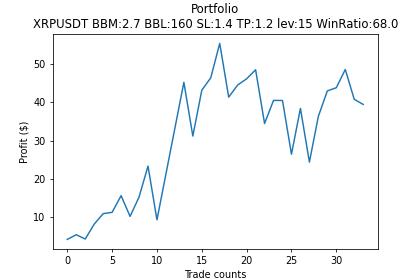 Portfolio
XRPUSDT BBM:2.7 BBL:160 SL:1.4 TP:1.2 lev:15 WinRatio:68.0
50
40
30
20
10
Profit ($)
0 5 10 15 20 25 30
Trade counts